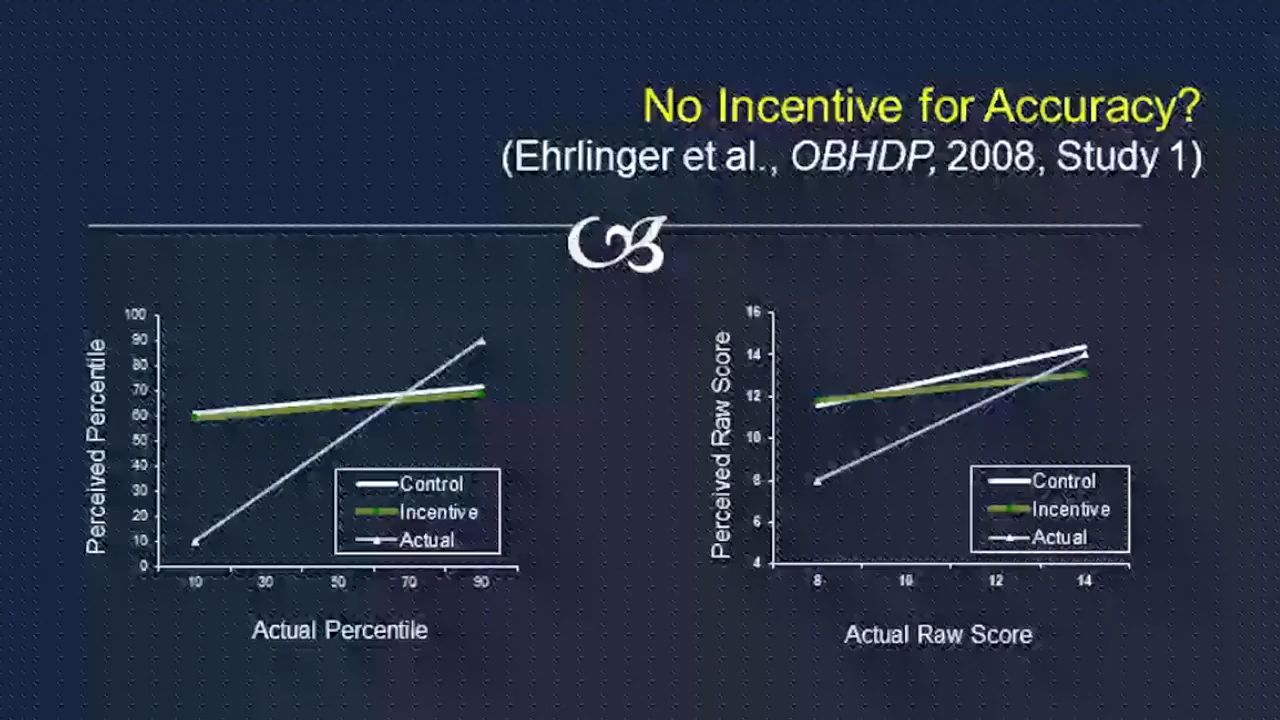 No Incentive for Accuracy?
(Ehrlinger et al., OBHDP, 2008, Study 1)
Perceived Percentile
100
90
80
70
60
50
40
30
20
10
0
10 30 50 70 90
Control
Incentive
Actual
Actual Percentile
Perceived Raw Score
16
14
12
10
8
6
4
8 10 12 14
Control
Incentive
Actual
Actual Raw Score